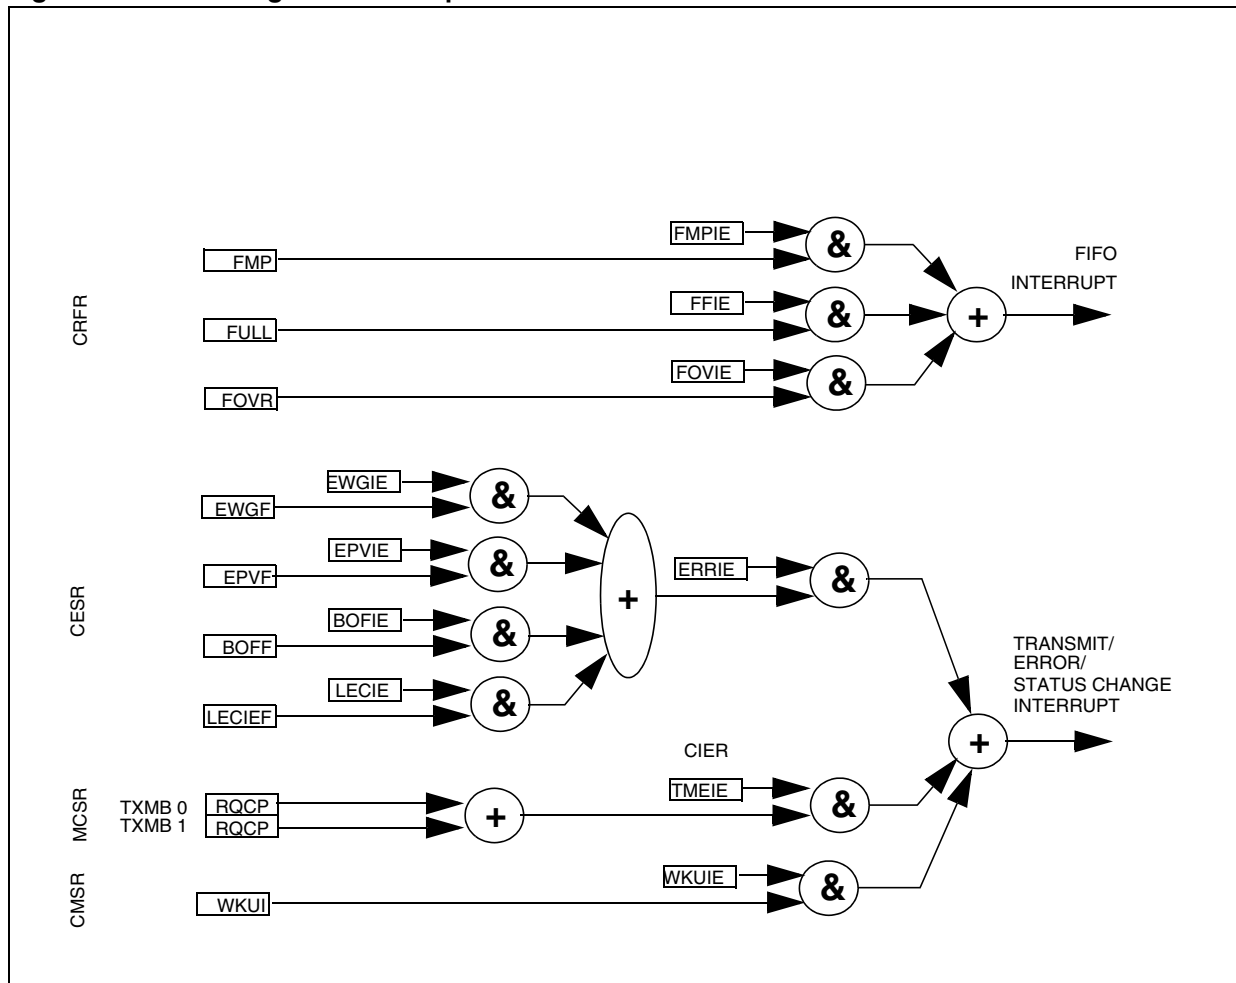 FMPIE
&
FMP
FIFO
INTERRUPT
FFIE
&
+
FULL
CRFR
FOVIE
&
FOVR
EWGIE
&
EWGF
EPVIE
&
EPVF
ERRIE
&
+
CESR
BOFIE
&
BOFF
LECIE
&
LECIEF
TRANSMIT/
ERROR/
STATUS CHANGE
INTERRUPT
+
CIER
MCSR
TXMB 0
RQCP
TXMB 1
RQCP
+
TMEIE
&
CMSR
WKUIE
&
WKUI